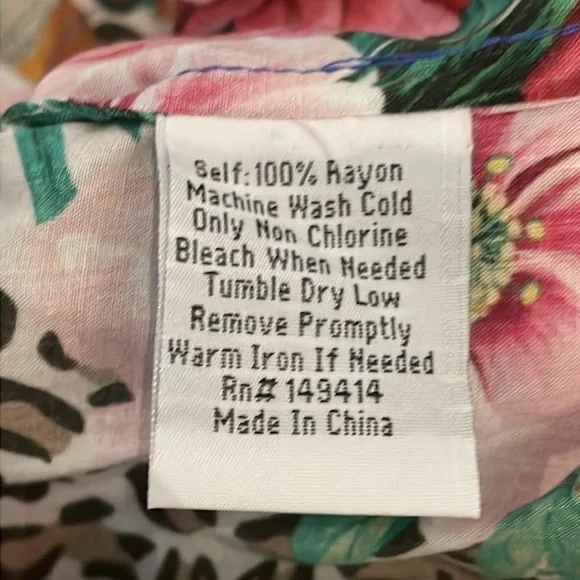 Self:100% Rayon
Machine Wash Cold
Only Non Chlorine
Bleach When Needed
Tumble Dry Low
Remove Promptly
Warm Iron If Needed
Rn# 149414
Made In China